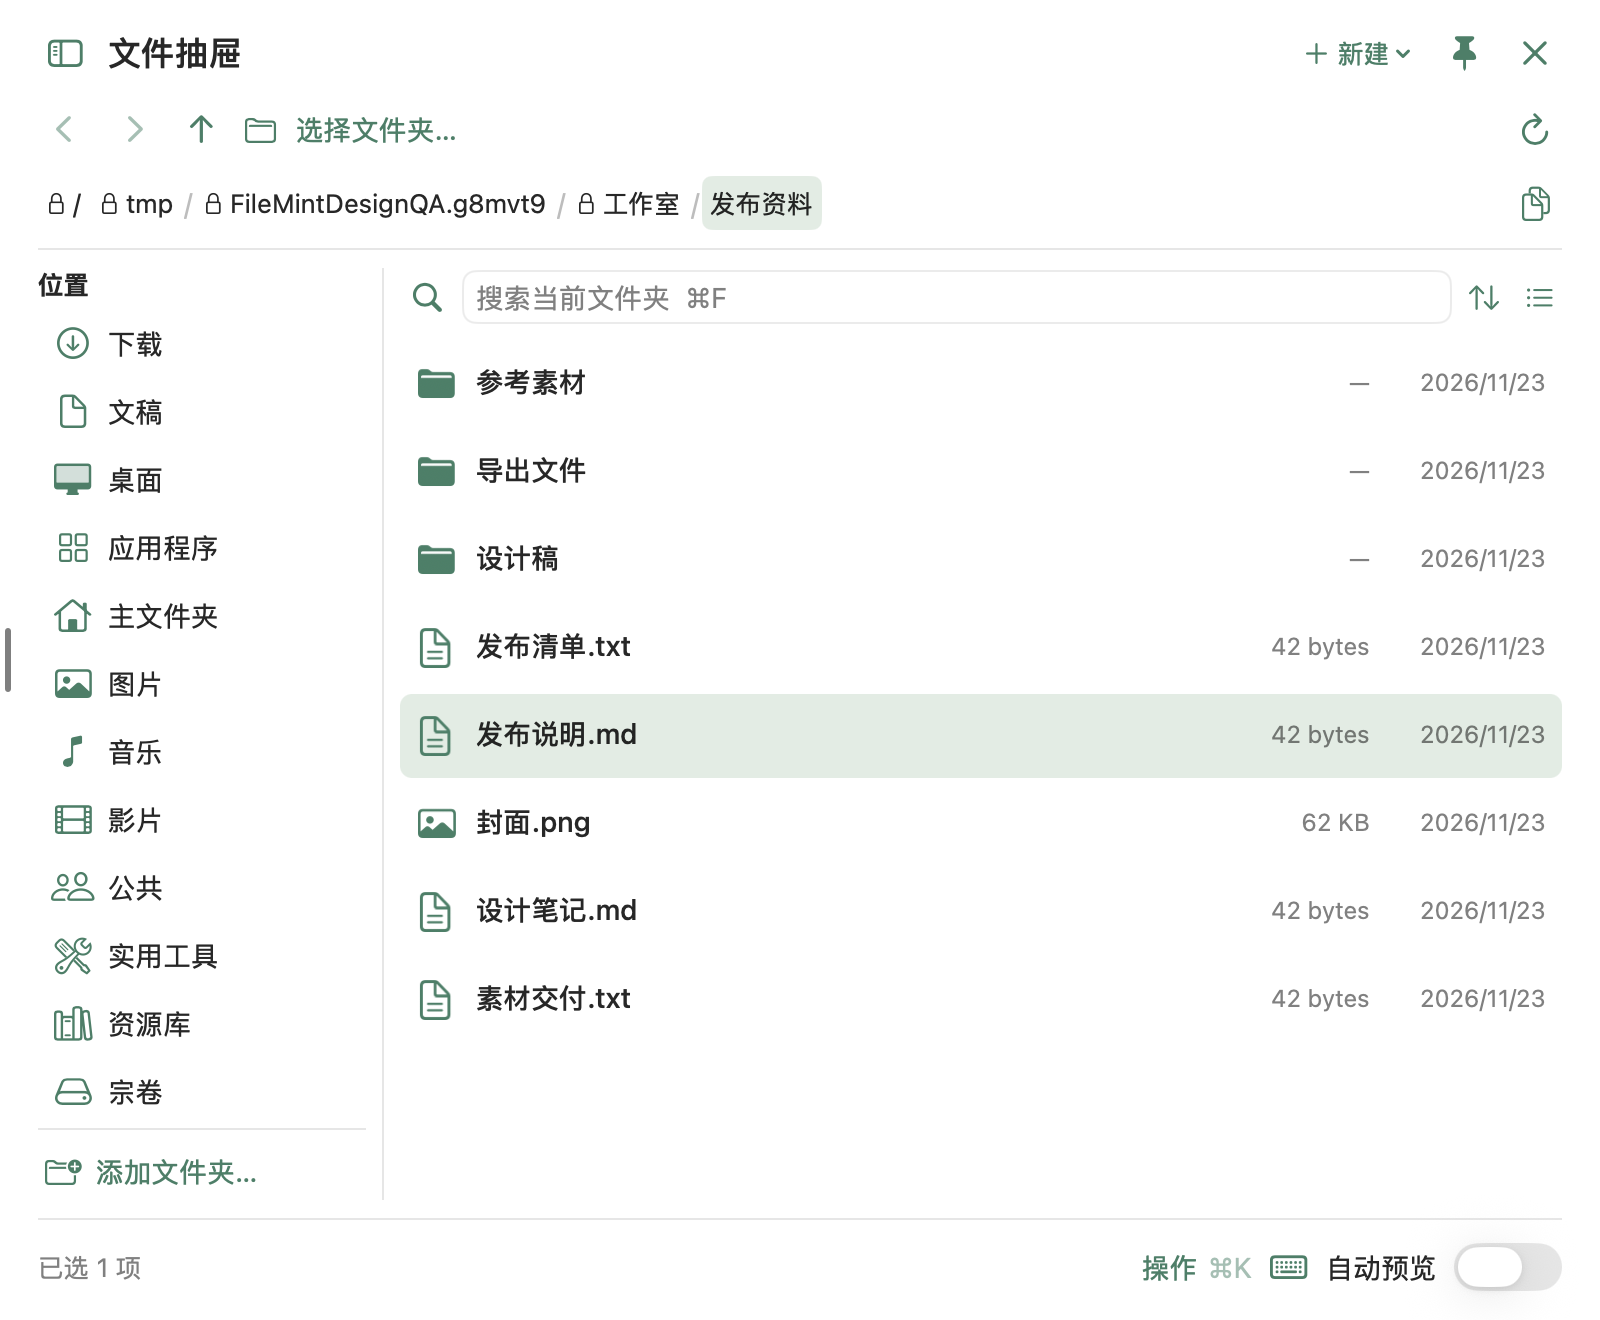 文件抽屉
新建
选择文件夹...
/ tmp / FileMintDesignQA.g8mvt9 / 工作室 / 发布资料
位置
下载
文稿
桌面
应用程序
主文件夹
图片
音乐
影片
公共
实用工具
资源库
宗卷
添加文件夹...
搜索当前文件夹 ⌘F
参考素材 — 2026/11/23
导出文件 — 2026/11/23
设计稿 — 2026/11/23
发布清单.txt 42 bytes 2026/11/23
发布说明.md 42 bytes 2026/11/23
封面.png 62 KB 2026/11/23
设计笔记.md 42 bytes 2026/11/23
素材交付.txt 42 bytes 2026/11/23
已选 1 项
操作 ⌘K 自动预览